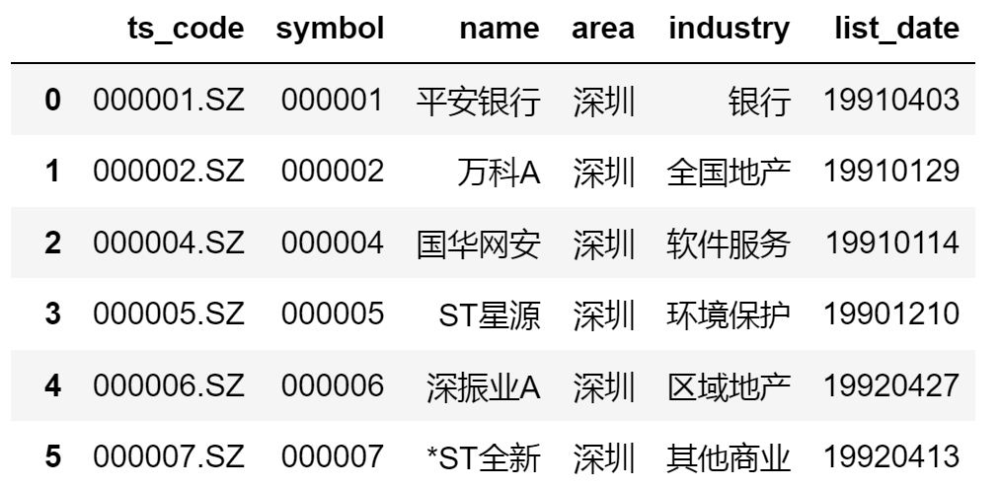 ts_code symbol name area industry list_date
0 000001.SZ 000001 平安银行 深圳 银行 19910403
1 000002.SZ 000002 万科A 深圳 全国地产 19910129
2 000004.SZ 000004 国华网安 深圳 软件服务 19910114
3 000005.SZ 000005 ST星源 深圳 环境保护 19901210
4 000006.SZ 000006 深振业A 深圳 区域地产 19920427
5 000007.SZ 000007 *ST全新 深圳 其他商业 19920413